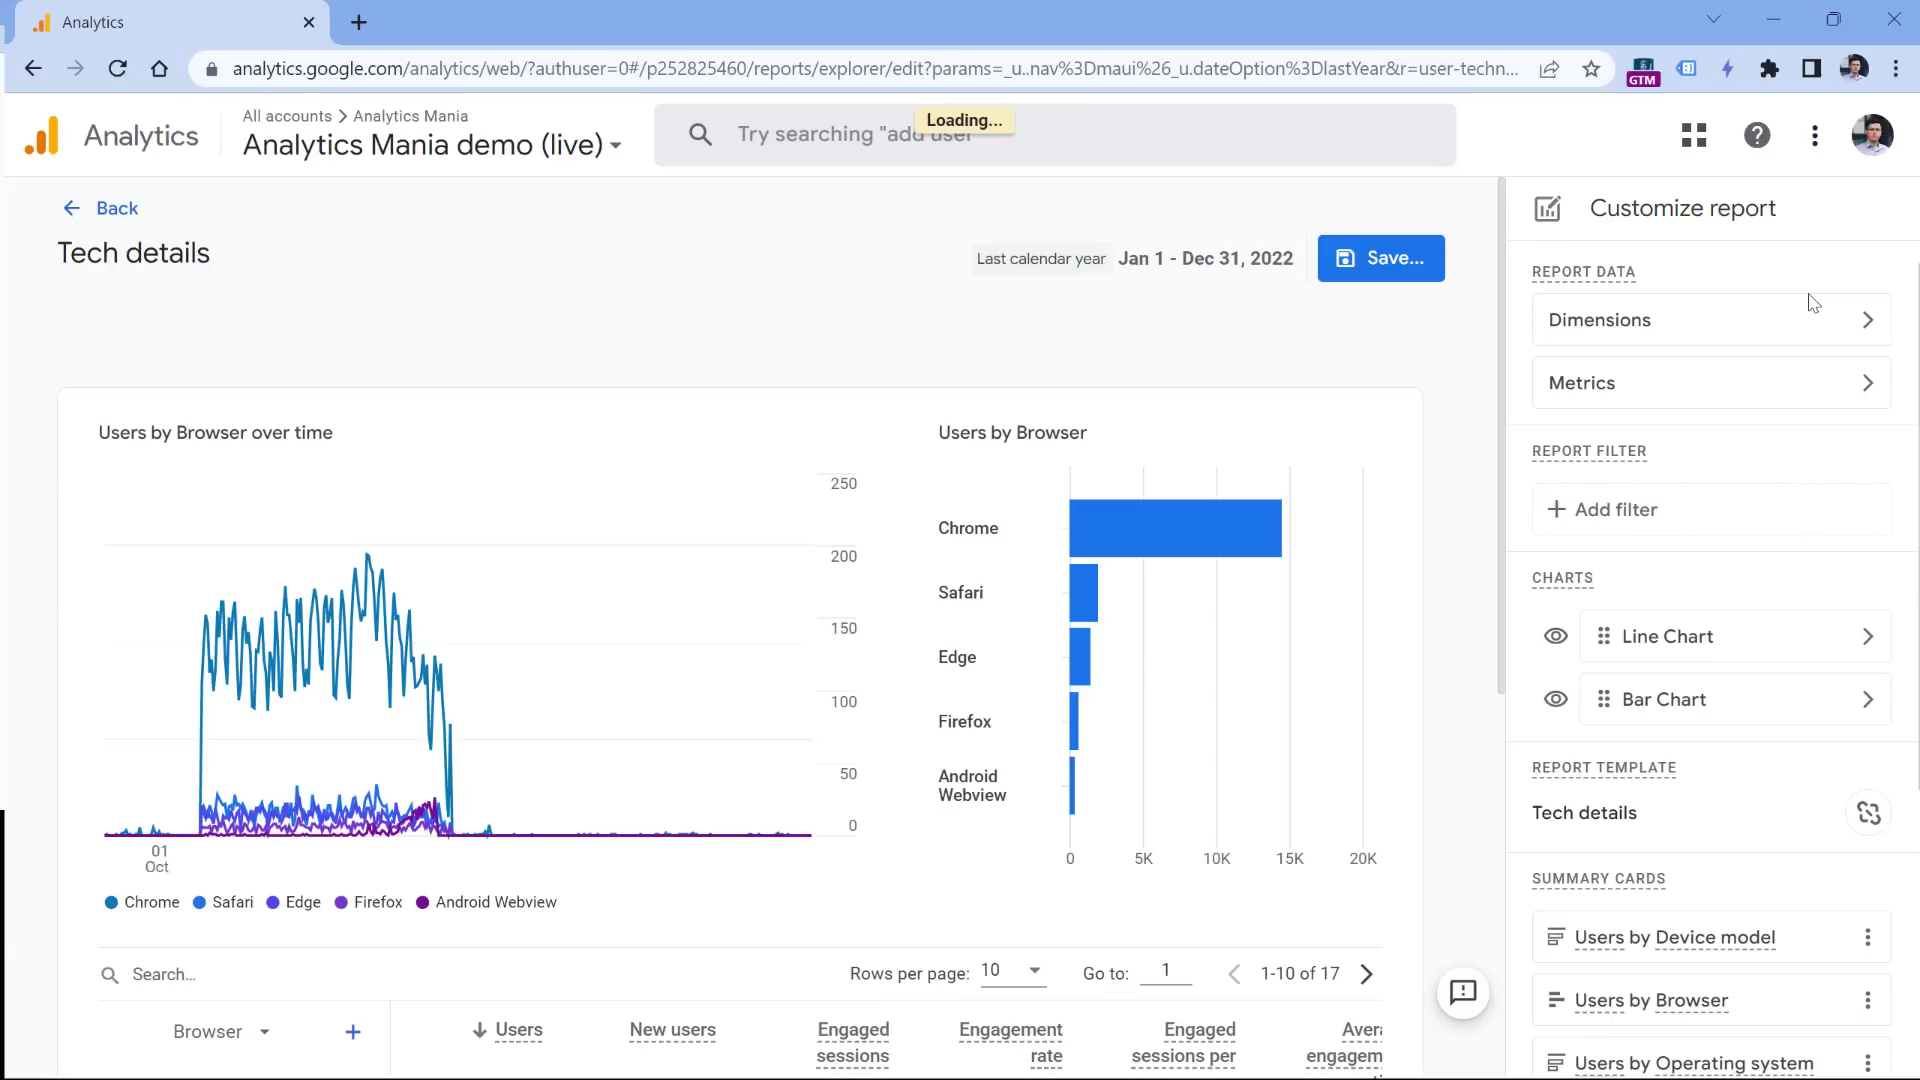 Analytics
analytics.google.com/analytics/web/?authuser=0#/p252825460/reports/explorer/edit?params=_u..nav%3Dmaui%26_u.dateOption%3DlastYear&r=user-techn...
GTM
Analytics
All accounts > Analytics Mania
Analytics Mania demo (live)
Try searching "add user"
Loading...
Back
Tech details
Last calendar year Jan 1 - Dec 31, 2022
Save...
Users by Browser over time
250
200
150
100
50
0
01
Oct
Chrome Safari Edge Firefox Android Webview
Users by Browser
Chrome
Safari
Edge
Firefox
Android
Webview
0 5K 10K 15K 20K
Search...
Rows per page: 10
Go to: 1
1-10 of 17
Browser
Users
New users
Engaged
sessions
Engagement
rate
Engaged
sessions per
Avera
engagem
Customize report
REPORT DATA
Dimensions
Metrics
REPORT FILTER
Add filter
CHARTS
Line Chart
Bar Chart
REPORT TEMPLATE
Tech details
SUMMARY CARDS
Users by Device model
Users by Browser
Users by Operating system